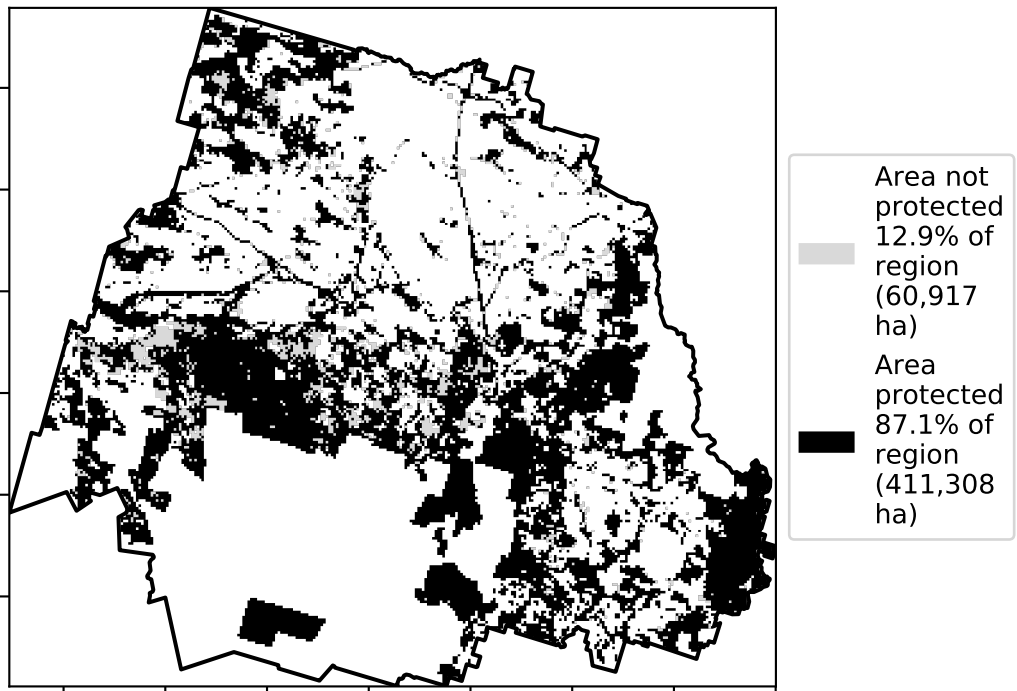 Area not
protected
12.9% of
region
(60,917
ha)
Area
protected
87.1% of
region
(411,308
ha)